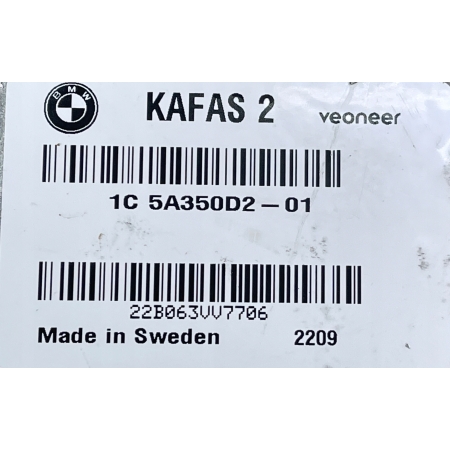 BMW KAFAS 2 veoneer
1C 5A350D2-01
22B063VV7706
Made in Sweden 2209